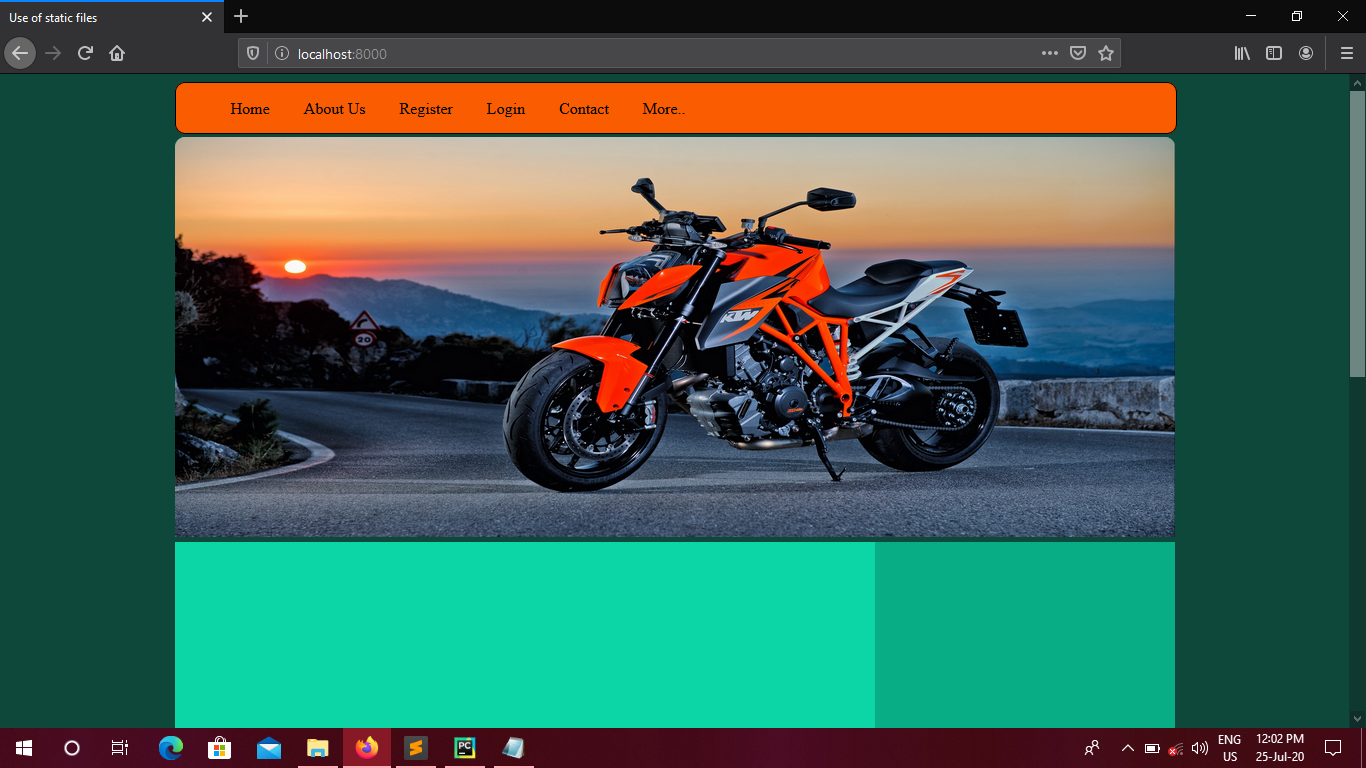 Use of static files
localhost:8000
Home About Us Register Login Contact More..
20
KTM
PC
ENG
US
12:02 PM
25-Jul-20